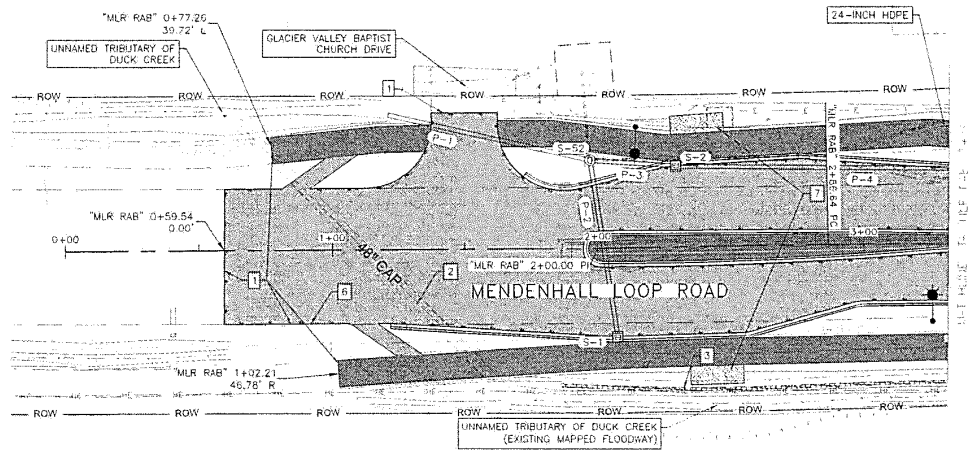 "MLR RAB" 0+77.26
39.72' L
24-INCH HDPE
UNNAMED TRIBUTARY OF
DUCK CREEK
GLACIER VALLEY BAPTIST
CHURCH DRIVE
ROW ROW ROW ROW ROW ROW ROW
1
P-1
S-52
S-2
P-3
P-4
"MLR RAB" 2+86.64 PC
7
P-2
"MLR RAB" 0+59.54
0.00'
0+00
1+00
2+00
3+00
48" CAP
"MLR RAB" 2+00.00 PI
1
6
2
MENDENHALL LOOP ROAD
S-1
3
"MLR RAB" 1+02.21
46.78' R
ROW ROW ROW ROW ROW ROW ROW
UNNAMED TRIBUTARY OF DUCK CREEK
(EXISTING MAPPED FLOODWAY)